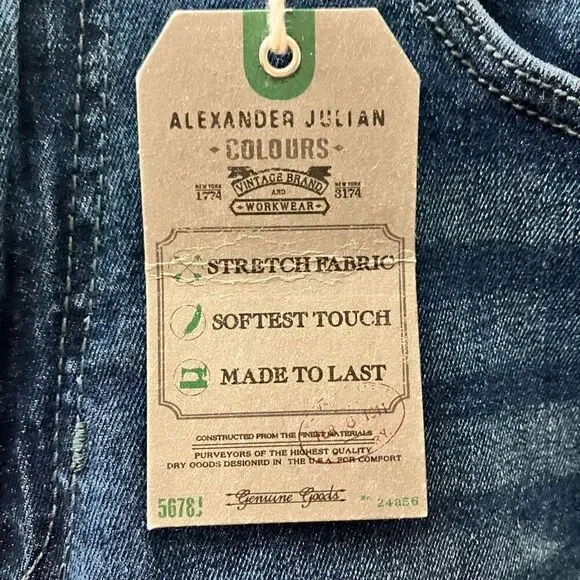 ALEXANDER JULIAN
COLOURS
NEW YORK
1774
VINTAGE BRAND
AND
WORKWEAR
NEW YORK
3174
STRETCH FABRIC
SOFTEST TOUCH
MADE TO LAST
CONSTRUCTED FROM THE FINEST MATERIALS
PURVEYORS OF THE HIGHEST QUALITY
DRY GOODS DESIGNED IN THE U.S.A. FOR COMFORT
5678!
Genuine Goods
No. 24856